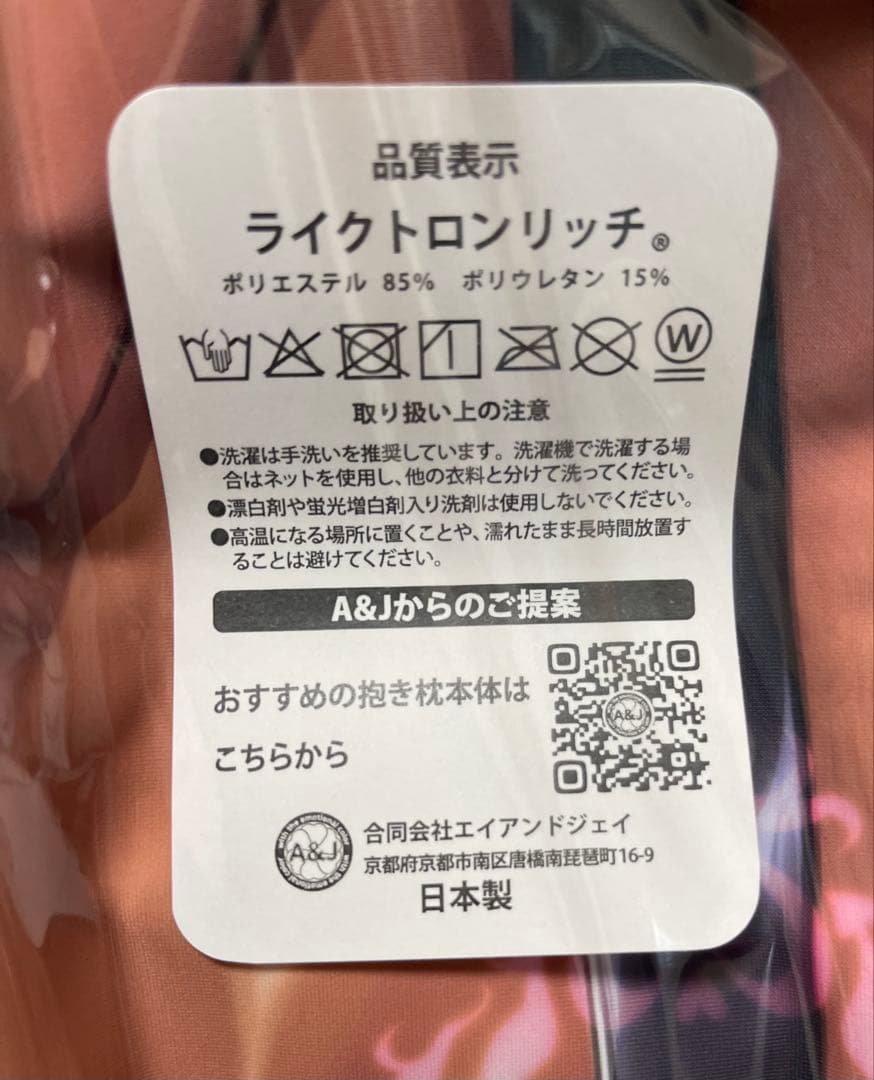 品質表示
ライクトロンリッチ®
ポリエステル 85% ポリウレタン 15%
W
取り扱い上の注意
●洗濯は手洗いを推奨しています。洗濯機で洗濯する場
合はネットを使用し、他の衣料と分けて洗ってください。
●漂白剤や蛍光増白剤入り洗剤は使用しないでください。
●高温になる場所に置くことや、濡れたまま長時間放置す
ることは避けてください。
A&Jからのご提案
おすすめの抱き枕本体は
こちらから
A&J
with the emotional color
A&J
合同会社エイアンドジェイ
京都府京都市南区唐橋南琵琶町16-9
日本製